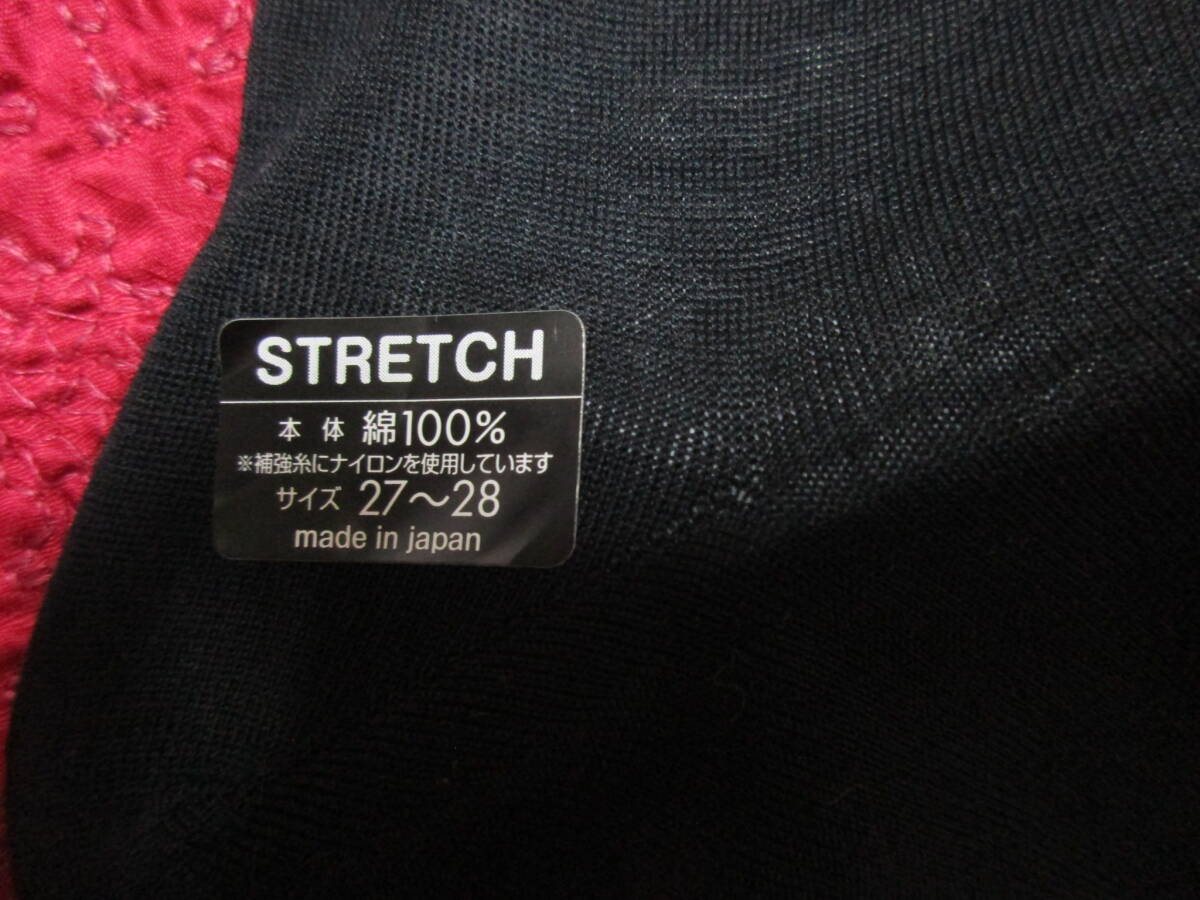 STRETCH
本体 綿100%
※補強糸にナイロンを使用しています
サイズ 27〜28
made in japan